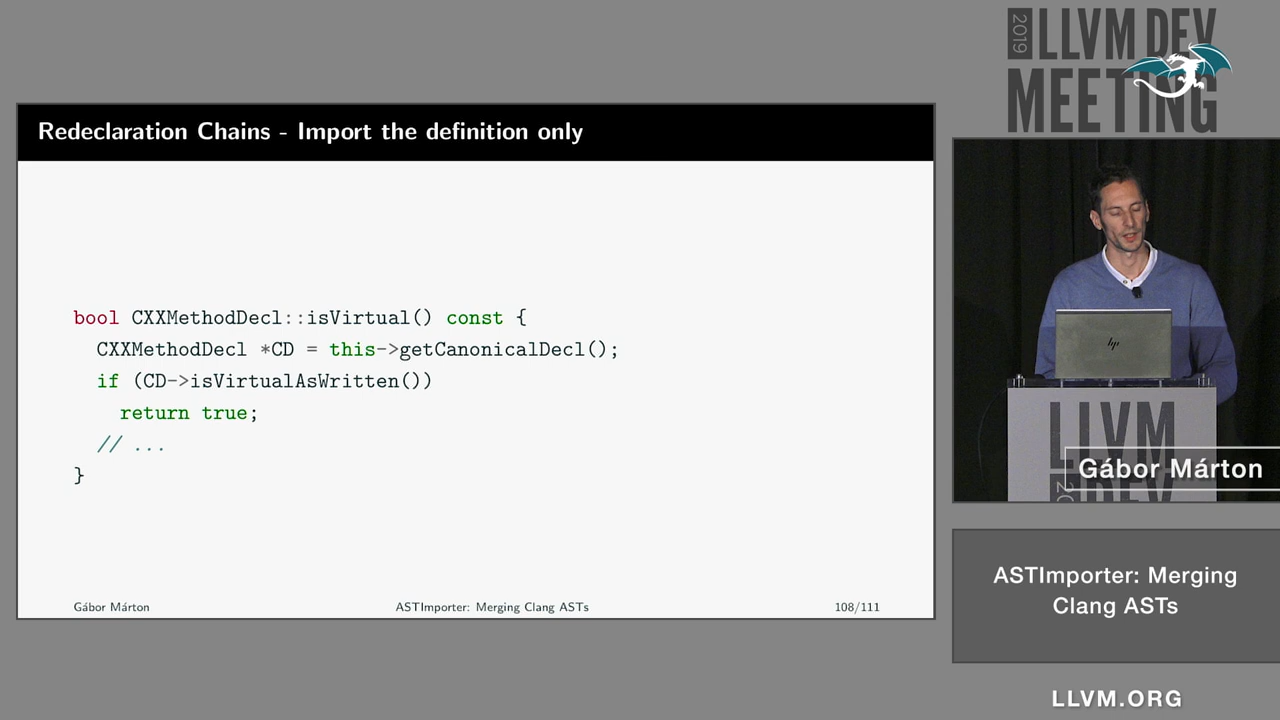 2019
LLVM DEV
MEETING
Redeclaration Chains - Import the definition only
bool CXXMethodDecl::isVirtual() const {
CXXMethodDecl *CD = this->getCanonicalDecl();
if (CD->isVirtualAsWritten())
return true;
// ...
}
Gábor Márton
ASTImporter: Merging Clang ASTs
108/111
hp
LLVM
Gábor Márton
ASTImporter: Merging
Clang ASTs
LLVM.ORG